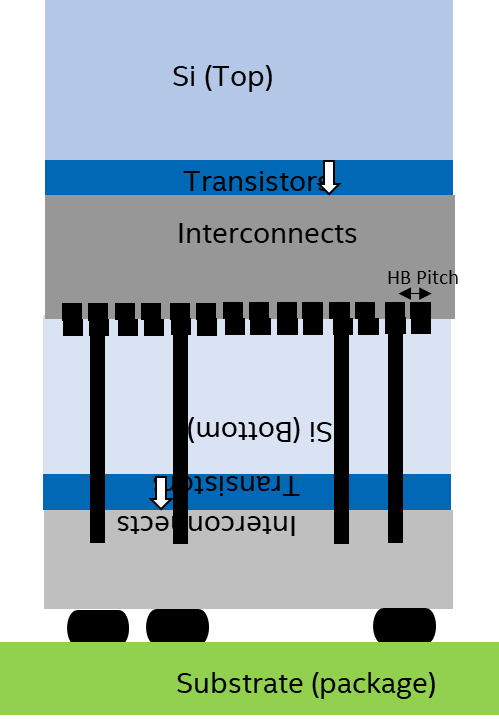 Si (Top)
Transistors
Interconnects
HB Pitch
Si (Bottom)
Transistors
Interconnects
Substrate (package)